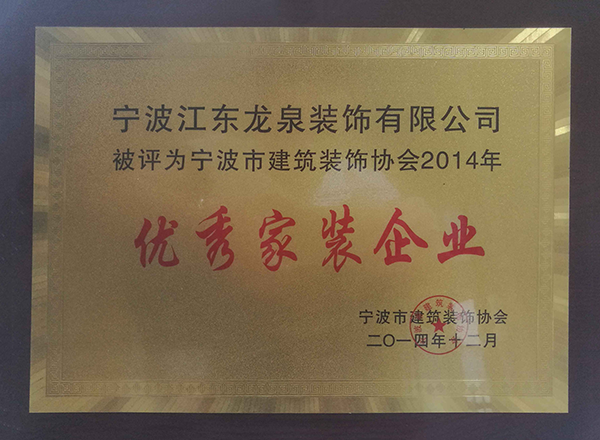 宁波江东龙泉装饰有限公司
被评为宁波市建筑装饰协会2014年
优秀家装企业
宁波市建筑装饰协会
二〇一四年十二月